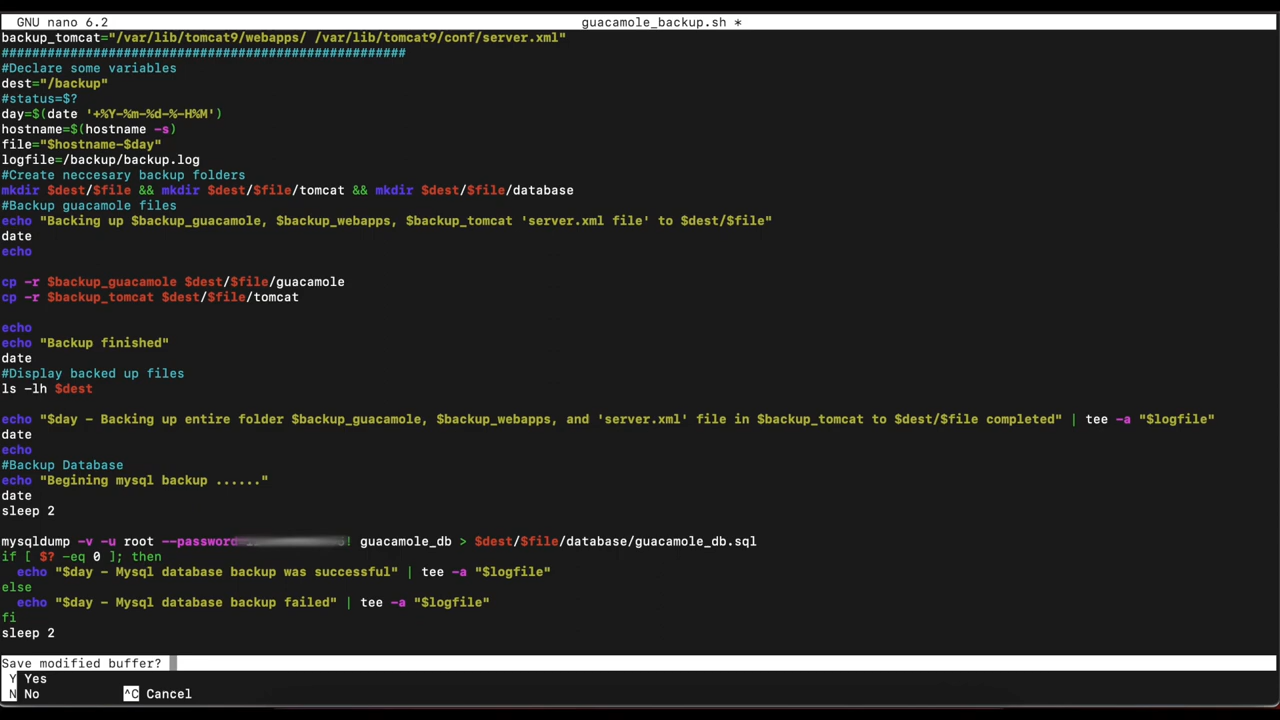 GNU nano 6.2 guacamole_backup.sh *
backup_tomcat="/var/lib/tomcat9/webapps/ /var/lib/tomcat9/conf/server.xml"
#####################################################
#Declare some variables
dest="/backup"
#status=$?
day=$(date '+%Y-%m-%d-%-H%M')
hostname=$(hostname -s)
file="$hostname-$day"
logfile=/backup/backup.log
#Create neccesary backup folders
mkdir $dest/$file && mkdir $dest/$file/tomcat && mkdir $dest/$file/database
#Backup guacamole files
echo "Backing up $backup_guacamole, $backup_webapps, $backup_tomcat 'server.xml file' to $dest/$file"
date
echo
cp -r $backup_guacamole $dest/$file/guacamole
cp -r $backup_tomcat $dest/$file/tomcat
echo
echo "Backup finished"
date
#Display backed up files
ls -lh $dest
echo "$day - Backing up entire folder $backup_guacamole, $backup_webapps, and 'server.xml' file in $backup_tomcat to $dest/$file completed" | tee -a "$logfile"
date
echo
#Backup Database
echo "Begining mysql backup ......"
date
sleep 2
mysqldump -v -u root --password ! guacamole_db > $dest/$file/database/guacamole_db.sql
if [ $? -eq 0 ]; then
echo "$day - Mysql database backup was successful" | tee -a "$logfile"
else
echo "$day - Mysql database backup failed" | tee -a "$logfile"
fi
sleep 2
Save modified buffer?
Y Yes
N No ^C Cancel